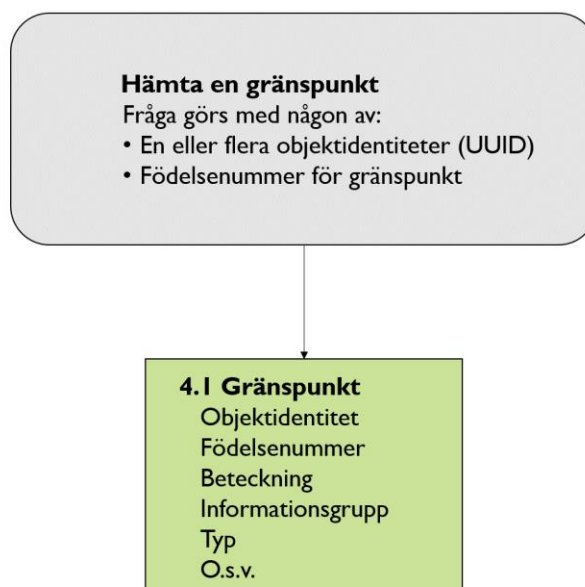 Hämta en gränspunkt
Fråga görs med någon av:
• En eller flera objektidentiteter (UUID)
• Födelsenummer för gränspunkt
4.1 Gränspunkt
Objektidentitet
Födelsenummer
Beteckning
Informationsgrupp
Typ
O.s.v.